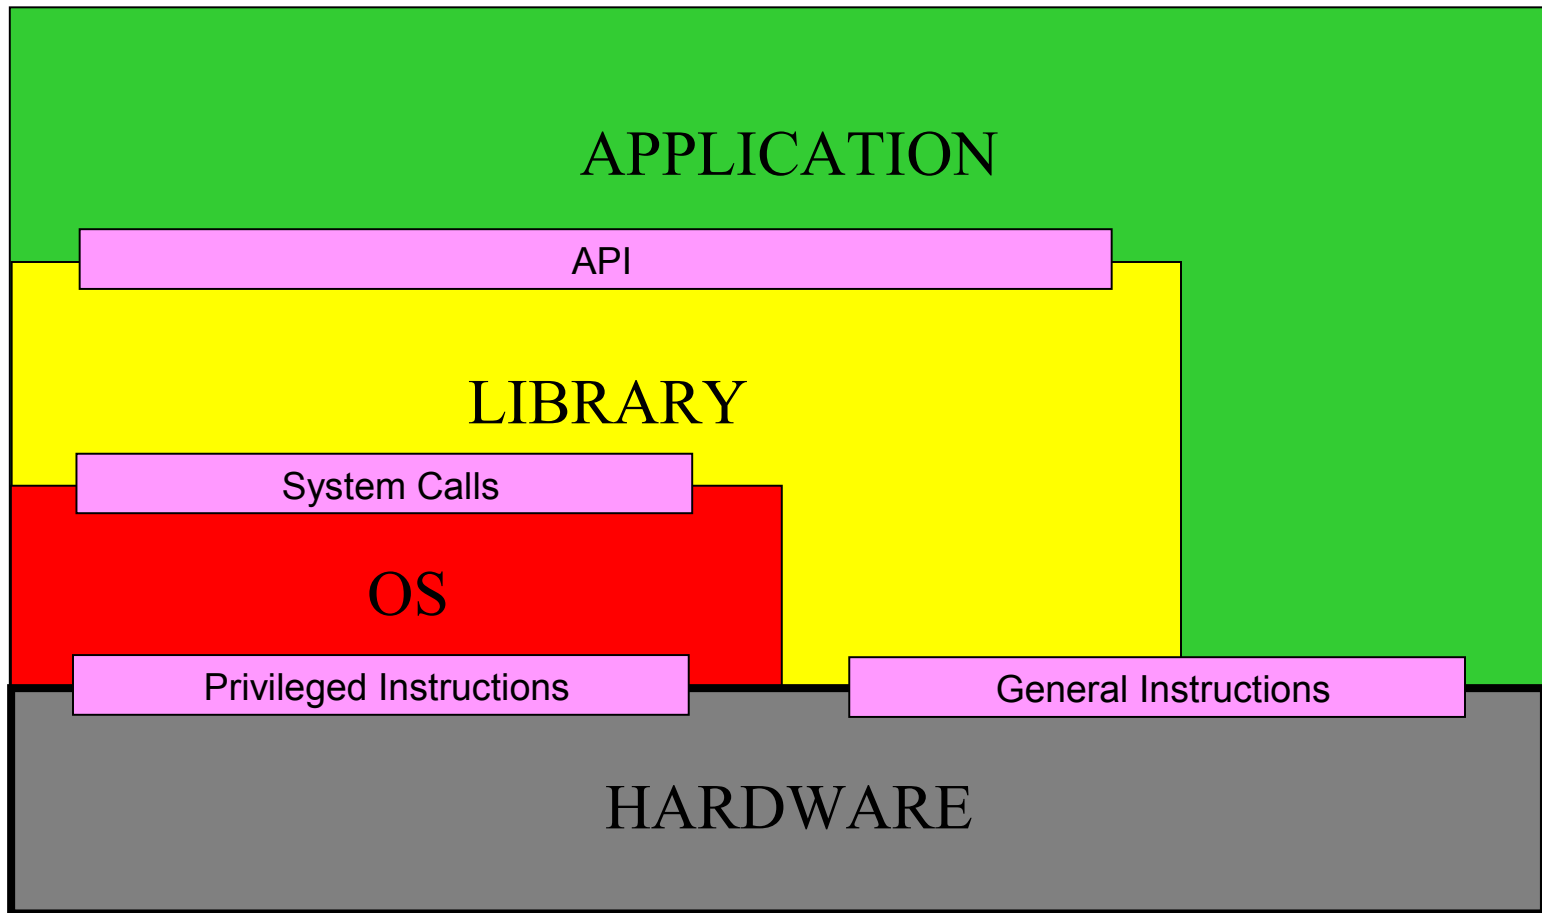 APPLICATION
API
LIBRARY
System Calls
OS
Privileged Instructions
General Instructions
HARDWARE